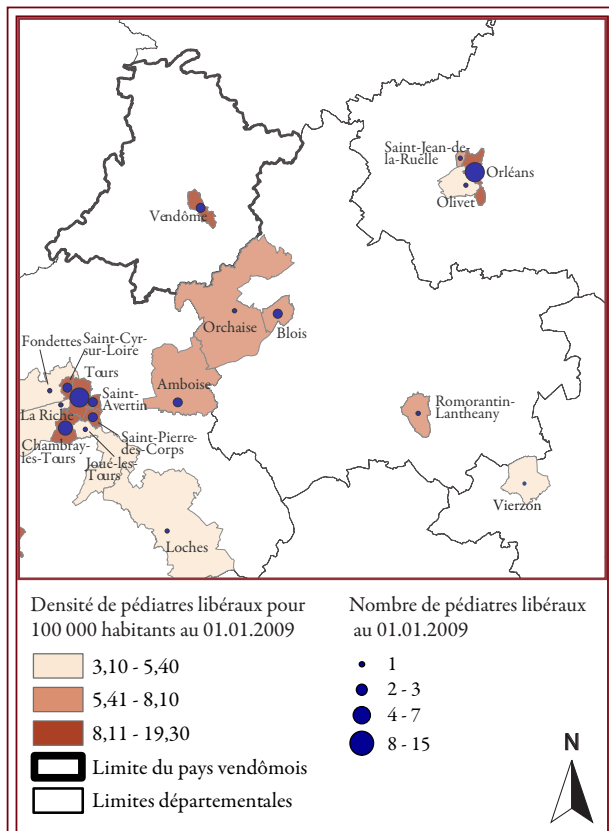 Saint-Jean-de-
la-Ruelle
Orléans
Olivet
Vendôme
Orchaise
Blois
Fondettes
Saint-Cyr-
sur-Loire
Tours
Amboise
Saint-
Avertin
La Riche
Romorantin-
Lantheany
Chambray-
les-Tours
Saint-Pierre-
des-Corps
Joué-les-
Tours
Vierzon
Loches
Densité de pédiatres libéraux pour
100 000 habitants au 01.01.2009
3,10 - 5,40
5,41 - 8,10
8,11 - 19,30
Limite du pays vendômois
Limites départementales
Nombre de pédiatres libéraux
au 01.01.2009
1
2 - 3
4 - 7
8 - 15
N